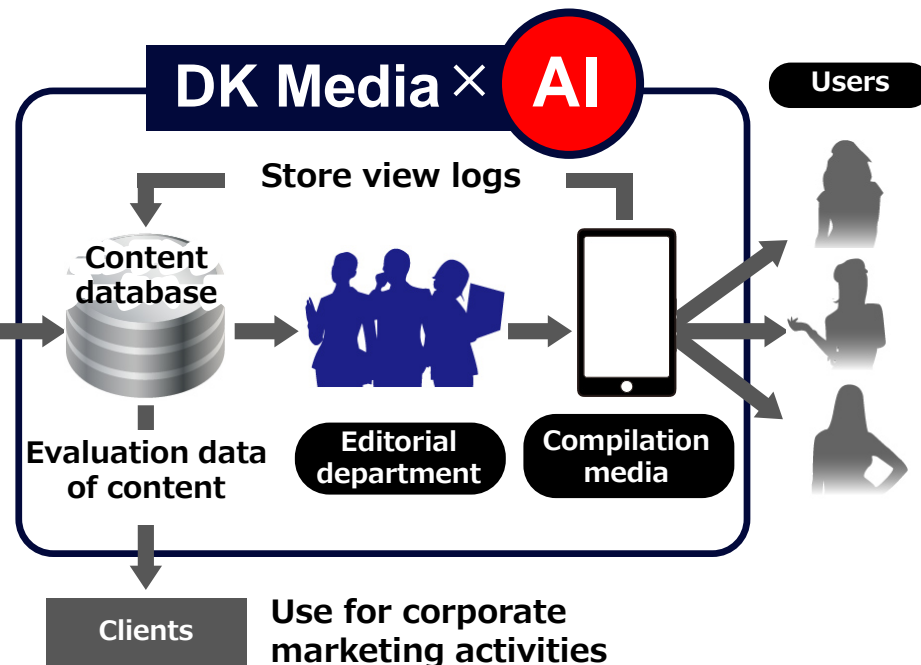 DK Media × AI
Users
Store view logs
Content
database
Editorial
department
Compilation
media
Evaluation data
of content
Clients
Use for corporate
marketing activities